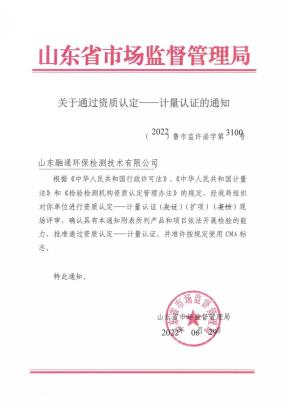 山东省市场监督管理局
关于通过资质认定——计量认证的通知
（2022）鲁市监许函字第3100号
山东融通环保检测技术有限公司
根据《中华人民共和国行政许可法》、《中华人民共和国计量
法》和《检验检测机构资质认定管理办法》的规定，经我局组织
对你单位进行资质认定——计量认证（发证）（扩项）（复核）现
场评审，确认具有本通知附表所列产品和项目依法开展检验的能
力，批准通过资质认定——计量认证，并准许按规定使用CMA标
志。
特此通知。
山东省市场监督管理局
2022年06月29日